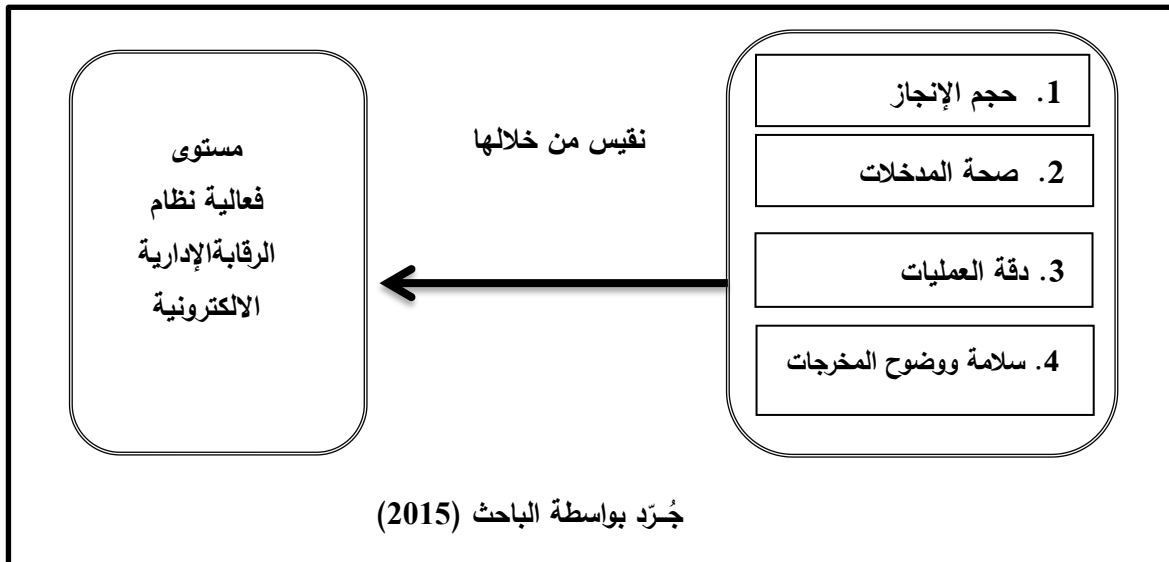 1. حجم الإنجاز
2. صحة المدخلات
3. دقة العمليات
4. سلامة ووضوح المخرجات
نقيس من خلالها
مستوى
فعالية نظام
الرقابةالإدارية
الالكترونية
جُـرّد بواسطة الباحث (2015)